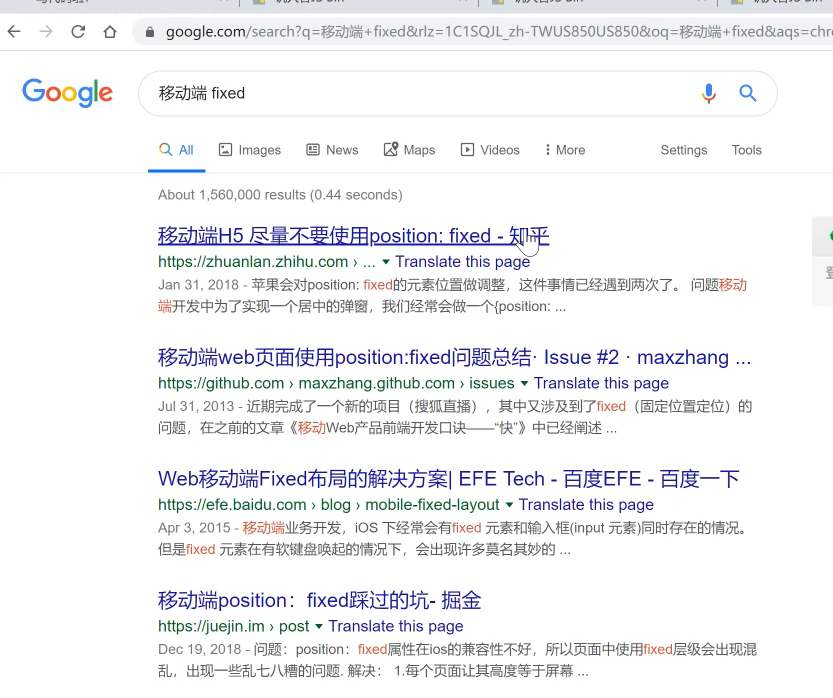 google.com/search?q=移动端+fixed&rlz=1C1SQJL_zh-TWUS850US850&oq=移动端+fixed&aqs=chr
Google
移动端 fixed
All Images News Maps Videos More Settings Tools
About 1,560,000 results (0.44 seconds)
移动端H5 尽量不要使用position: fixed - 知乎
https://zhuanlan.zhihu.com › ... ▼ Translate this page
Jan 31, 2018 - 苹果会对position: fixed的元素位置做调整，这件事情已经遇到两次了。 问题移动
端开发中为了实现一个居中的弹窗，我们经常会做一个{position: ...
移动端web页面使用position:fixed问题总结· Issue #2 · maxzhang ...
https://github.com › maxzhang.github.com › issues ▼ Translate this page
Jul 31, 2013 - 近期完成了一个新的项目（搜狐直播），其中又涉及到了fixed（固定位置定位）的
问题，在之前的文章《移动Web产品前端开发口诀——“快”》中已经阐述 ...
Web移动端Fixed布局的解决方案| EFE Tech - 百度EFE - 百度一下
https://efe.baidu.com › blog › mobile-fixed-layout ▼ Translate this page
Apr 3, 2015 - 移动端业务开发，iOS 下经常会有fixed 元素和输入框(input 元素)同时存在的情况。
但是fixed 元素在有软键盘唤起的情况下，会出现许多莫名其妙的 ...
移动端position：fixed踩过的坑- 掘金
https://juejin.im › post ▼ Translate this page
Dec 19, 2018 - 问题：position：fixed属性在ios的兼容性不好，所以页面中使用fixed层级会出现混
乱，出现一些乱七八糟的问题. 解决： 1.每个页面让其高度等于屏幕 ...